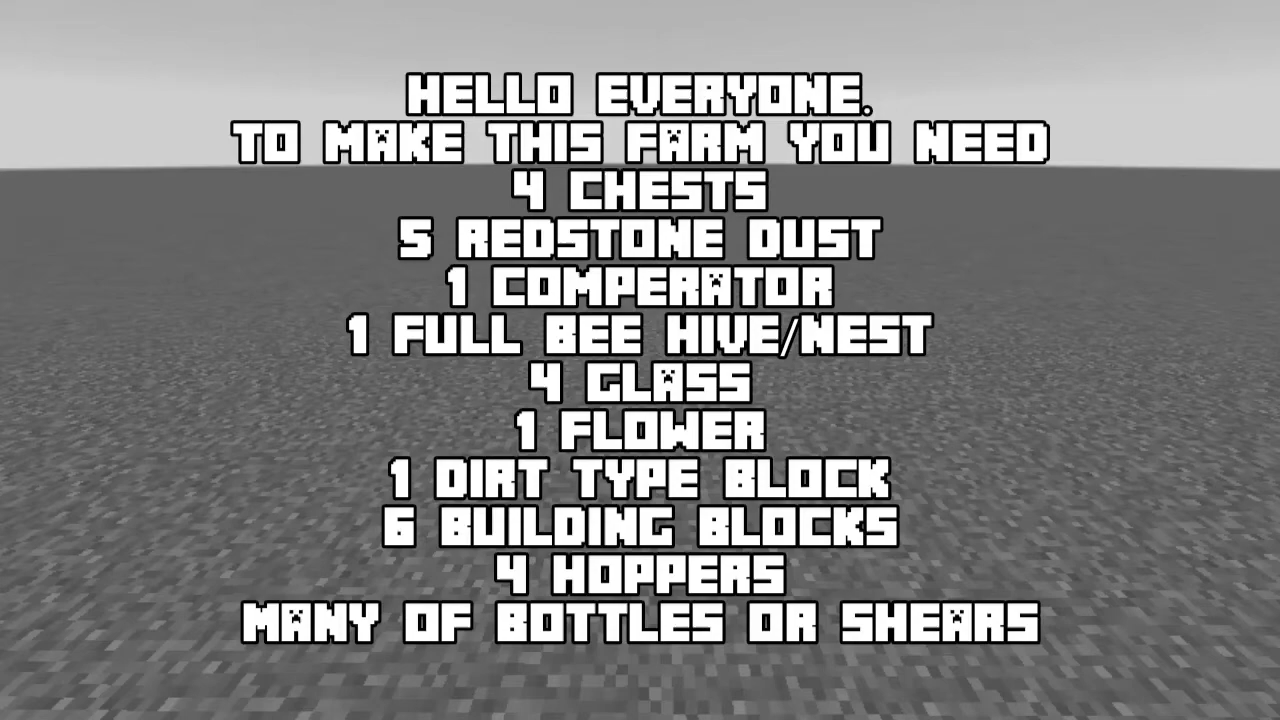 HELLO EVERYONE.
TO MAKE THIS FARM YOU NEED
4 CHESTS
5 REDSTONE DUST
1 COMPERATOR
1 FULL BEE HIVE/NEST
4 GLASS
1 FLOWER
1 DIRT TYPE BLOCK
6 BUILDING BLOCKS
4 HOPPERS
MANY OF BOTTLES OR SHEARS